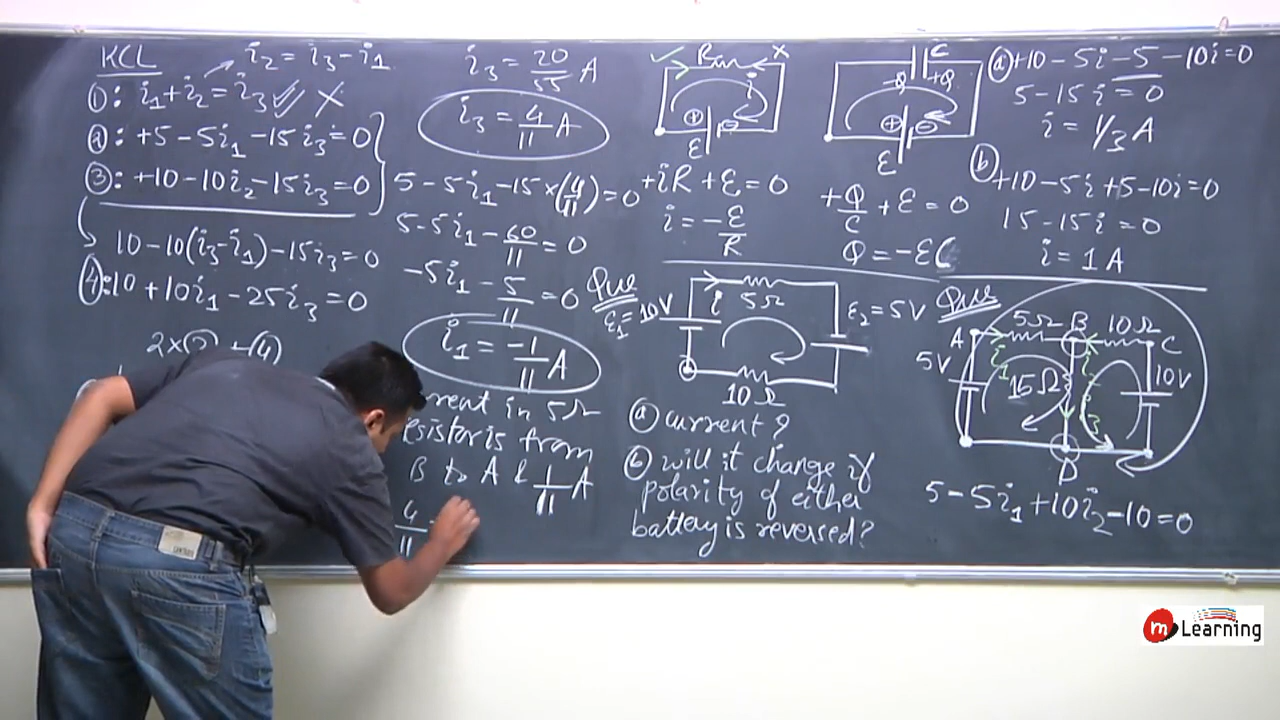 KCL
i₂ = i₃ - i₁
①: i₁ + i₂ = i₃
②: +5 - 5i₁ - 15i₃ = 0
③: +10 - 10i₂ - 15i₃ = 0
10 - 10(i₃ - i₁) - 15i₃ = 0
④: 10 + 10i₁ - 25i₃ = 0
2×② + ④
i₃ = 20/55 A
i₃ = 4/11 A
5 - 5i₁ - 15×(4/11) = 0
5 - 5i₁ - 60/11 = 0
-5i₁ - 5/11 = 0
i₁ = -1/11 A
in 5Ω
is from
B to A & 1/11 A
4/11
R
X
i
⊕ ⊖
ε
+iR + ε = 0
i = -ε/R
C
-Q +Q
⊕ ⊖
ε
+Q/C + ε = 0
Q = -εC
ⓐ +10 - 5i - 5 - 10i = 0
5 - 15i = 0
i = 1/3 A
ⓑ
+10 - 5i + 5 - 10i = 0
15 - 15i = 0
i = 1 A
Que
ε₁ = 10V
i
5Ω
ε₂ = 5V
10Ω
ⓐ current?
ⓑ will it change if
polarity of either
battery is reversed?
Que
A 5Ω B 10Ω C
i₁
5V
15Ω
i₃
10V
D
5 - 5i₁ + 10i₂ - 10 = 0
m Learning